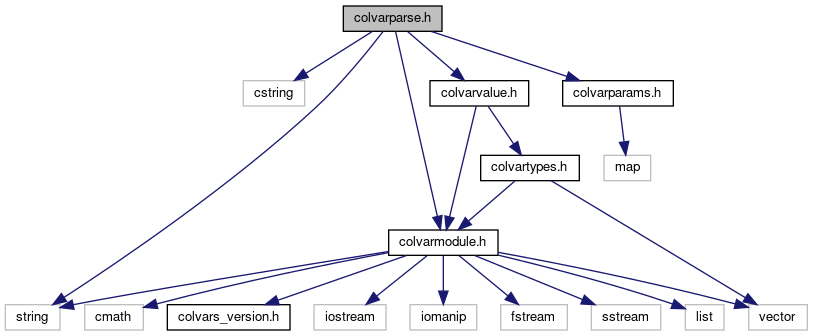 colvarparse.h
cstring
colvarvalue.h
colvarparams.h
colvartypes.h
map
colvarmodule.h
string
cmath
colvars_version.h
iostream
iomanip
fstream
sstream
list
vector